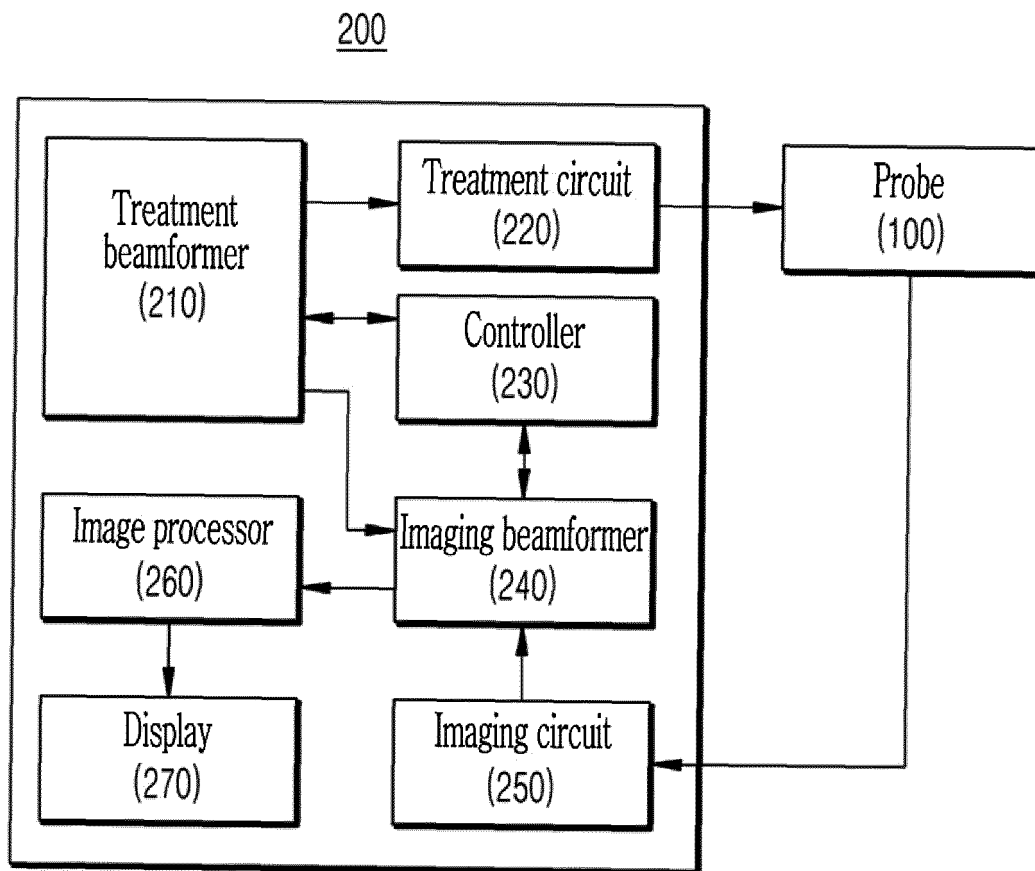 200
Treatment
beamformer
(210)
Treatment circuit
(220)
Probe
(100)
Controller
(230)
Image processor
(260)
Imaging beamformer
(240)
Display
(270)
Imaging circuit
(250)